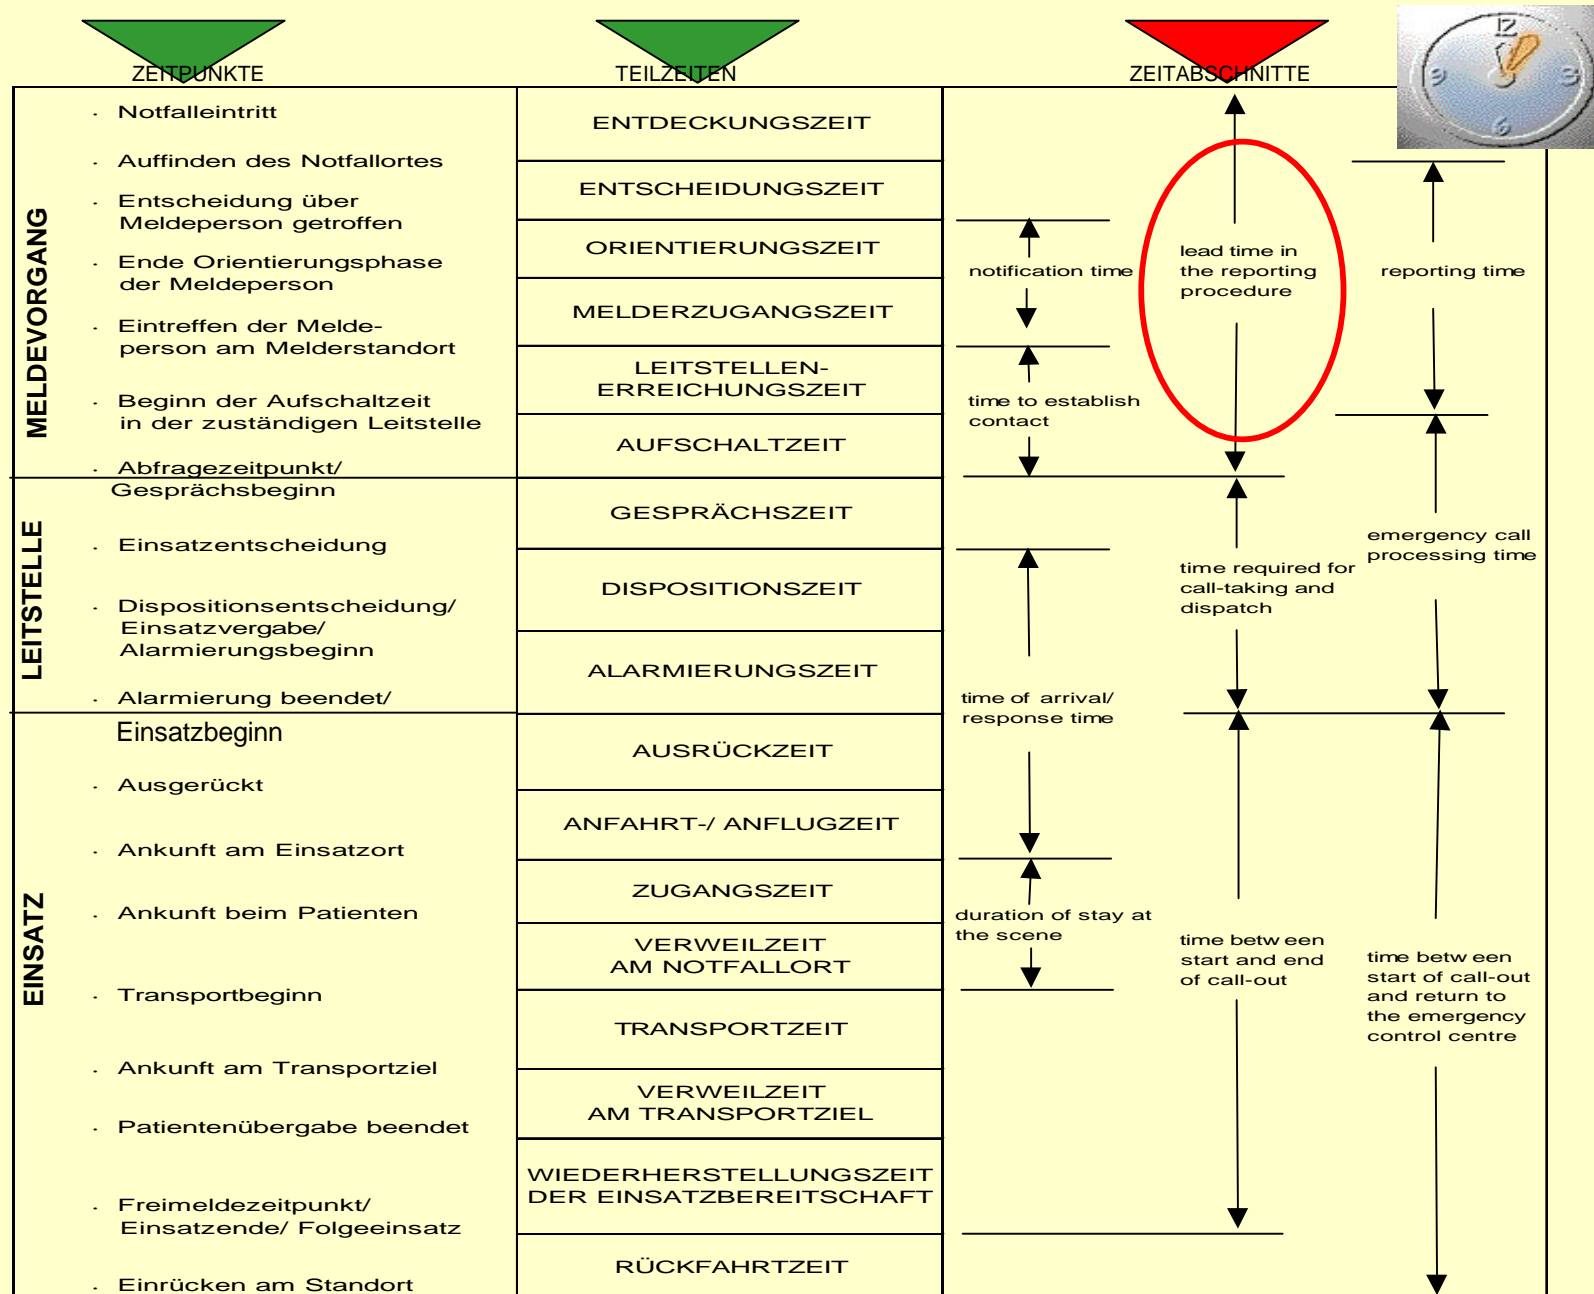 ZEITPUNKTE
TEILZEITEN
ZEITABSCHNITTE
12
3
6
9
MELDEVORGANG
· Notfalleintritt
· Auffinden des Notfallortes
· Entscheidung über
Meldeperson getroffen
· Ende Orientierungsphase
der Meldeperson
· Eintreffen der Melde-
person am Melderstandort
· Beginn der Aufschaltzeit
in der zuständigen Leitstelle
· Abfragezeitpunkt/
Gesprächsbeginn
LEITSTELLE
· Einsatzentscheidung
· Dispositionsentscheidung/
Einsatzvergabe/
Alarmierungsbeginn
· Alarmierung beendet/
Einsatzbeginn
EINSATZ
· Ausgerückt
· Ankunft am Einsatzort
· Ankunft beim Patienten
· Transportbeginn
· Ankunft am Transportziel
· Patientenübergabe beendet
· Freimeldezeitpunkt/
Einsatzende/ Folgeeinsatz
· Einrücken am Standort
ENTDECKUNGSZEIT
ENTSCHEIDUNGSZEIT
ORIENTIERUNGSZEIT
MELDERZUGANGSZEIT
LEITSTELLEN-
ERREICHUNGSZEIT
AUFSCHALTZEIT
GESPRÄCHSZEIT
DISPOSITIONSZEIT
ALARMIERUNGSZEIT
AUSRÜCKZEIT
ANFAHRT-/ ANFLUGZEIT
ZUGANGSZEIT
VERWEILZEIT
AM NOTFALLORT
TRANSPORTZEIT
VERWEILZEIT
AM TRANSPORTZIEL
WIEDERHERSTELLUNGSZEIT
DER EINSATZBEREITSCHAFT
RÜCKFAHRTZEIT
notification time
time to establish
contact
time of arrival/
response time
duration of stay at
the scene
lead time in
the reporting
procedure
time required for
call-taking and
dispatch
time between
start and end
of call-out
reporting time
emergency call
processing time
time between
start of call-out
and return to
the emergency
control centre